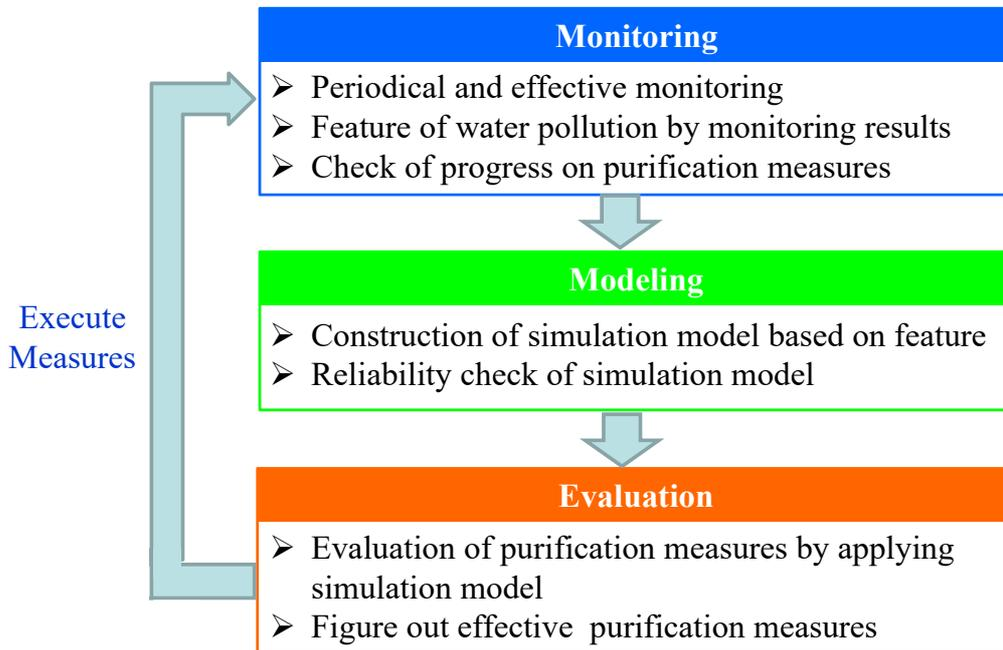 Monitoring
➢ Periodical and effective monitoring
➢ Feature of water pollution by monitoring results
➢ Check of progress on purification measures
Modeling
➢ Construction of simulation model based on feature
➢ Reliability check of simulation model
Execute
Measures
Evaluation
➢ Evaluation of purification measures by applying
simulation model
➢ Figure out effective  purification measures